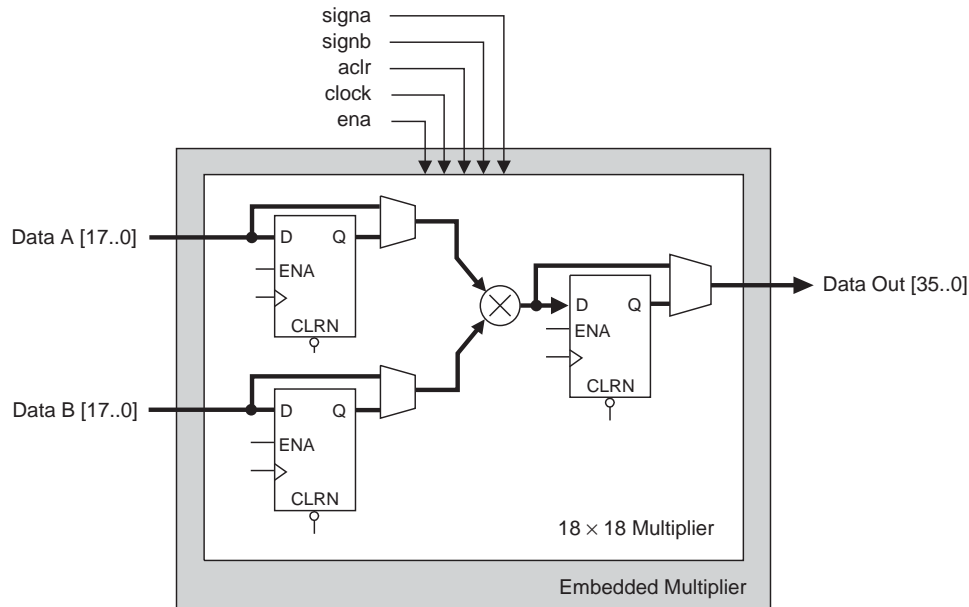 signa
signb
aclr
clock
ena
Data A [17..0]
D Q
ENA
CLRN
Data Out [35..0]
D Q
ENA
CLRN
Data B [17..0]
D Q
ENA
CLRN
18 × 18 Multiplier
Embedded Multiplier